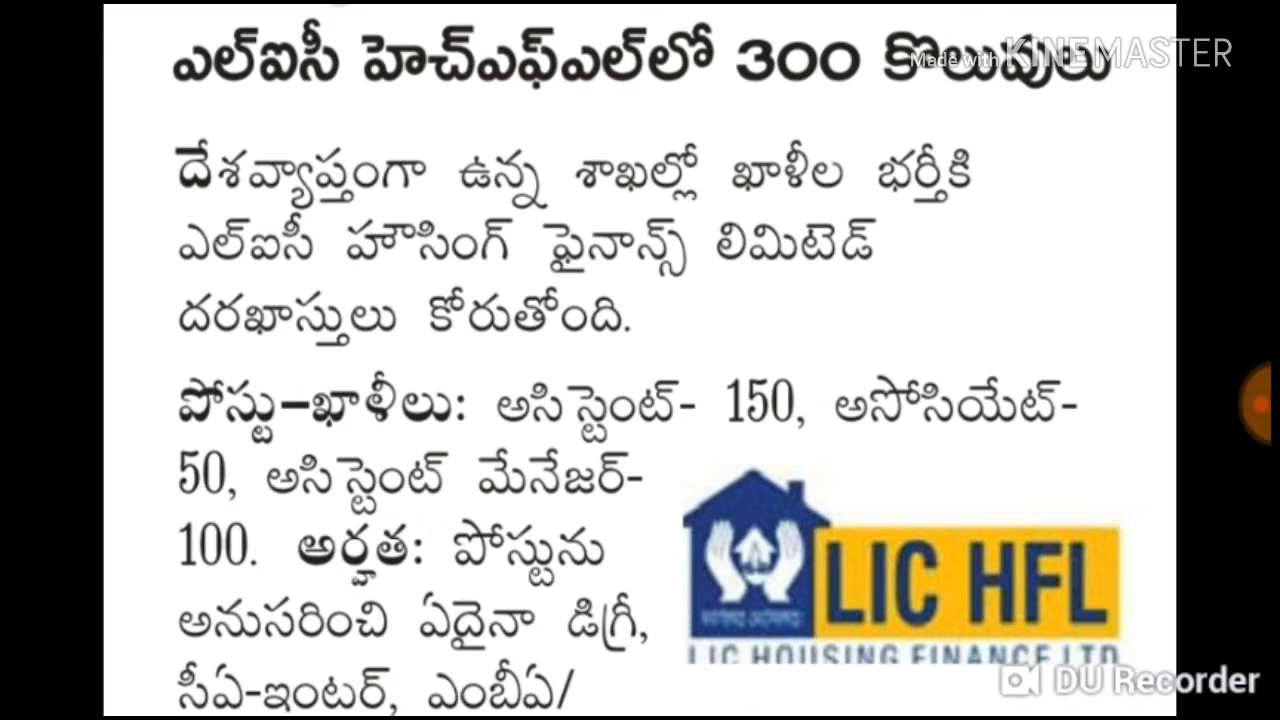 ఎల్ఐసీ హెచ్ఎఫ్ఎల్‌లో 300 కొలువులు
Made with KINEMASTER
దేశవ్యాప్తంగా ఉన్న శాఖల్లో ఖాళీల భర్తీకి
ఎల్ఐసీ హౌసింగ్ ఫైనాన్స్ లిమిటెడ్
దరఖాస్తులు కోరుతోంది.
పోస్టు-ఖాళీలు: అసిస్టెంట్- 150, అసోసియేట్-
50, అసిస్టెంట్ మేనేజర్-
100. అర్హత: పోస్టును
అనుసరించి ఏదైనా డిగ్రీ,
సీఏ-ఇంటర్, ఎంబీఏ/
LIC HFL
LIC HOUSING FINANCE LTD
DU Recorder